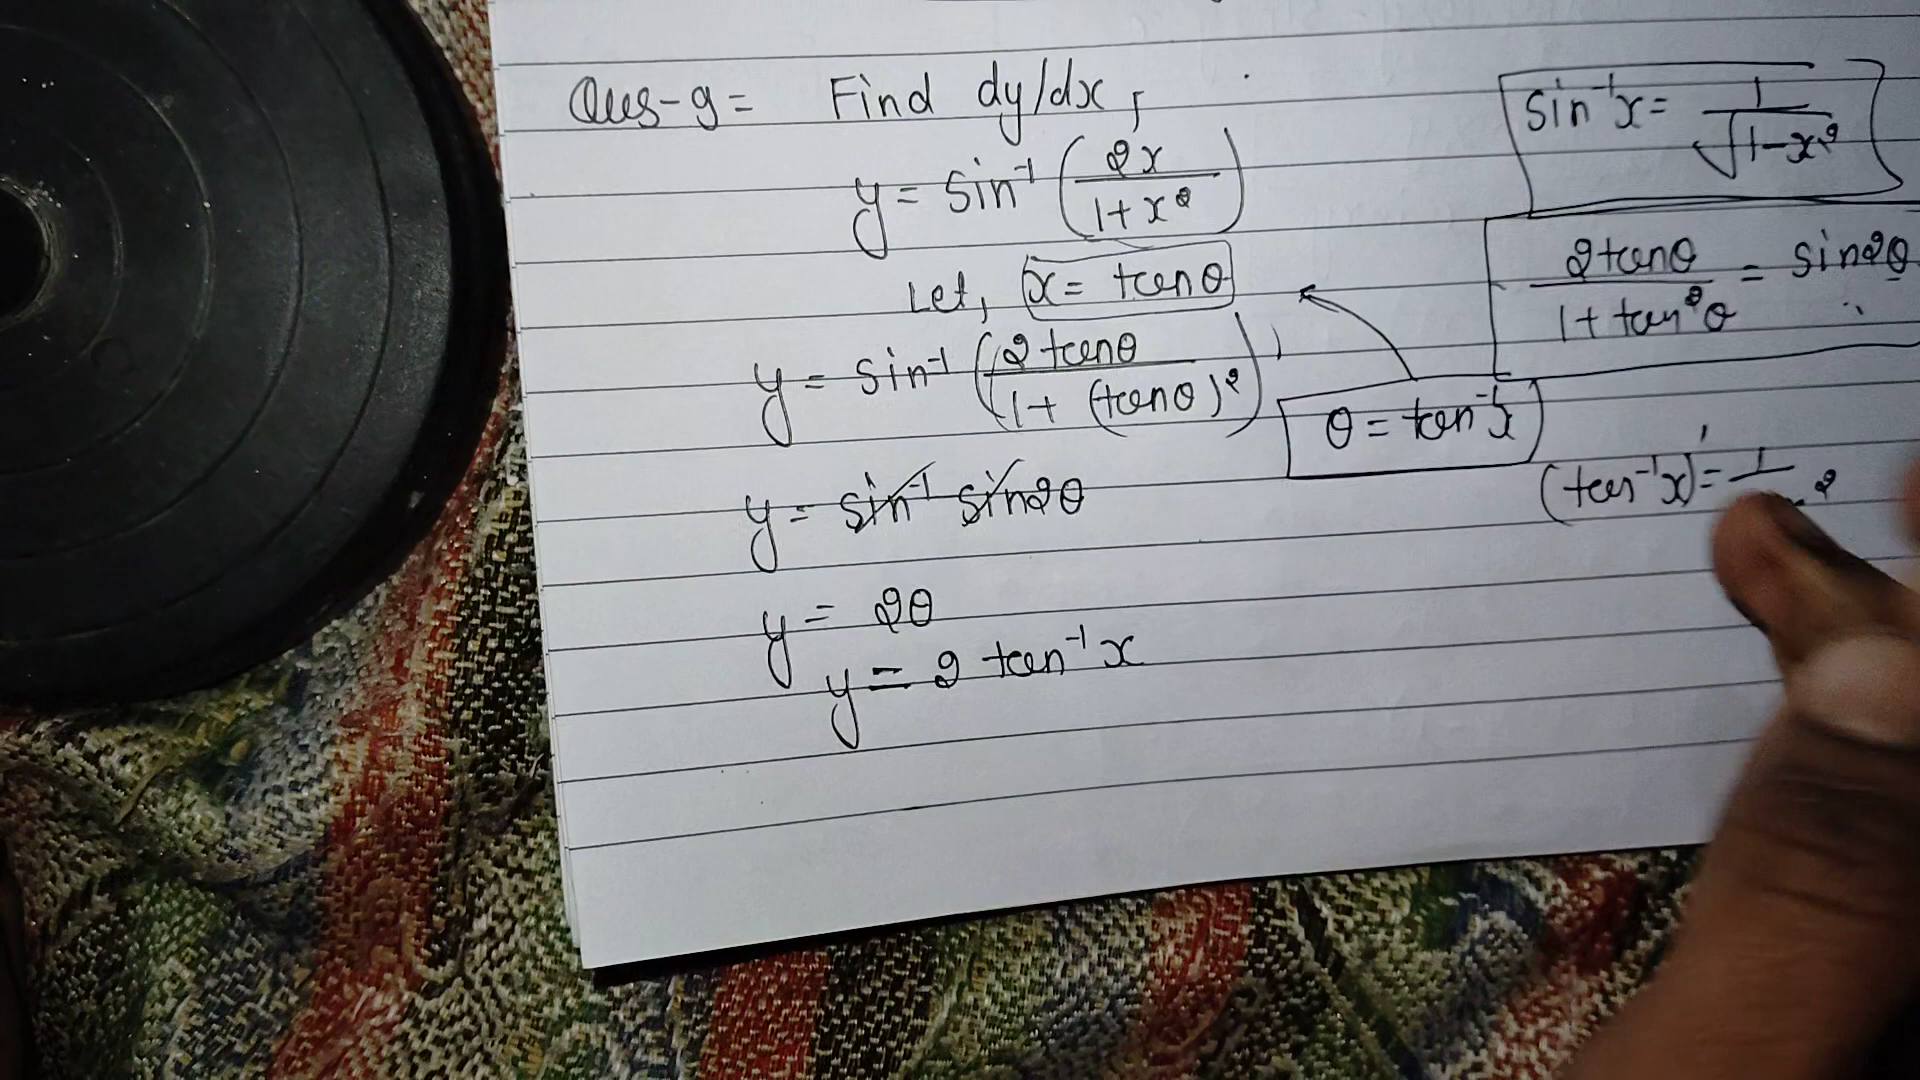 Ques-9 = Find dy/dx,
y = sin⁻¹ (2x / 1+x²)
Let, x = tanθ
y = sin⁻¹ (2 tanθ / 1+ (tanθ)²)
y = sin⁻¹ sin2θ
y = 2θ
y = 2 tan⁻¹ x
sin⁻¹x = 1 / √1-x²
2tanθ / 1+tan²θ = sin2θ
θ = tan⁻¹x
(tan⁻¹x)' = 1